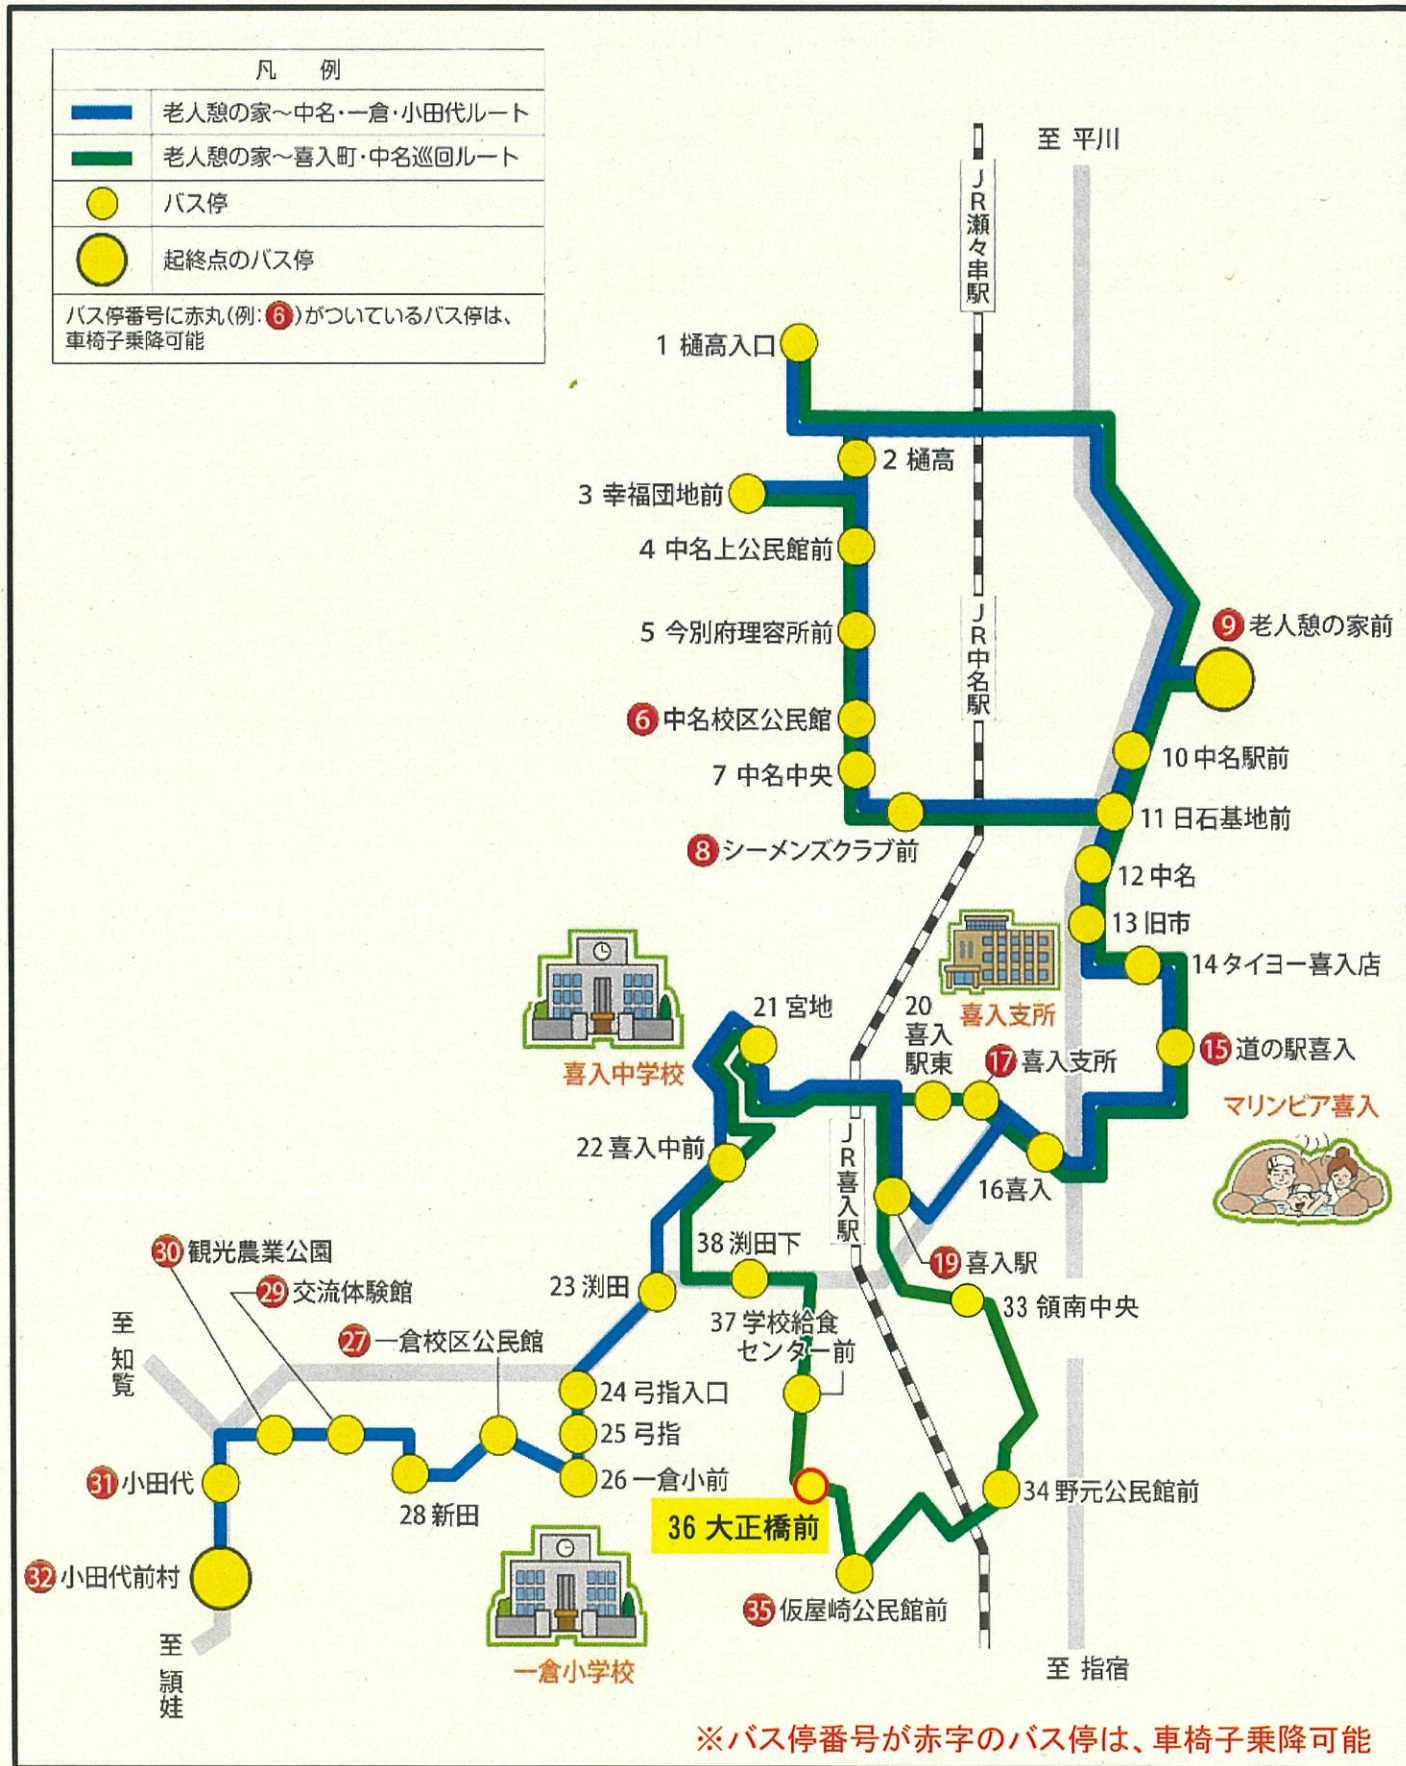 凡 例
老人憩の家～中名・一倉・小田代ルート
老人憩の家～喜入町・中名巡回ルート
バス停
起終点のバス停
バス停番号に赤丸(例:6)がついているバス停は、
車椅子乗降可能
至 平川
JR瀬々串駅
1 樋高入口
2 樋高
3 幸福団地前
4 中名上公民館前
5 今別府理容所前
JR中名駅
9 老人憩の家前
6 中名校区公民館
7 中名中央
10 中名駅前
11 日石基地前
8 シーメンズクラブ前
12 中名
13 旧市
14 タイヨー喜入店
21 宮地
20
喜入
駅東
喜入支所
17 喜入支所
15 道の駅喜入
喜入中学校
マリンピア喜入
22 喜入中前
JR喜入駅
16 喜入
38 渕田下
30 観光農業公園
19 喜入駅
29 交流体験館
23 渕田
33 領南中央
37 学校給食
センター前
至 知覧
27 一倉校区公民館
24 弓指入口
25 弓指
26 一倉小前
31 小田代
28 新田
34 野元公民館前
36 大正橋前
32 小田代前村
35 仮屋崎公民館前
至 頴娃
一倉小学校
至 指宿
※バス停番号が赤字のバス停は、車椅子乗降可能